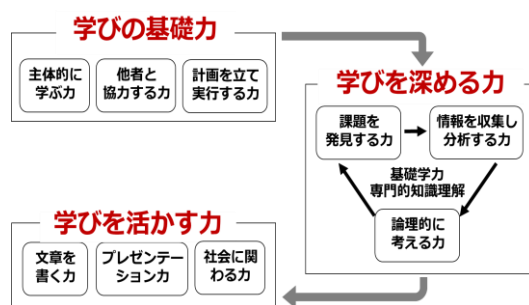 学びの基礎力
主体的に
学ぶ力
他者と
協力する力
計画を立て
実行する力
学びを深める力
課題を
発見する力
情報を収集し
分析する力
基礎学力
専門的知識理解
論理的に
考える力
学びを活かす力
文章を
書く力
プレゼンテー
ション力
社会に関
わる力